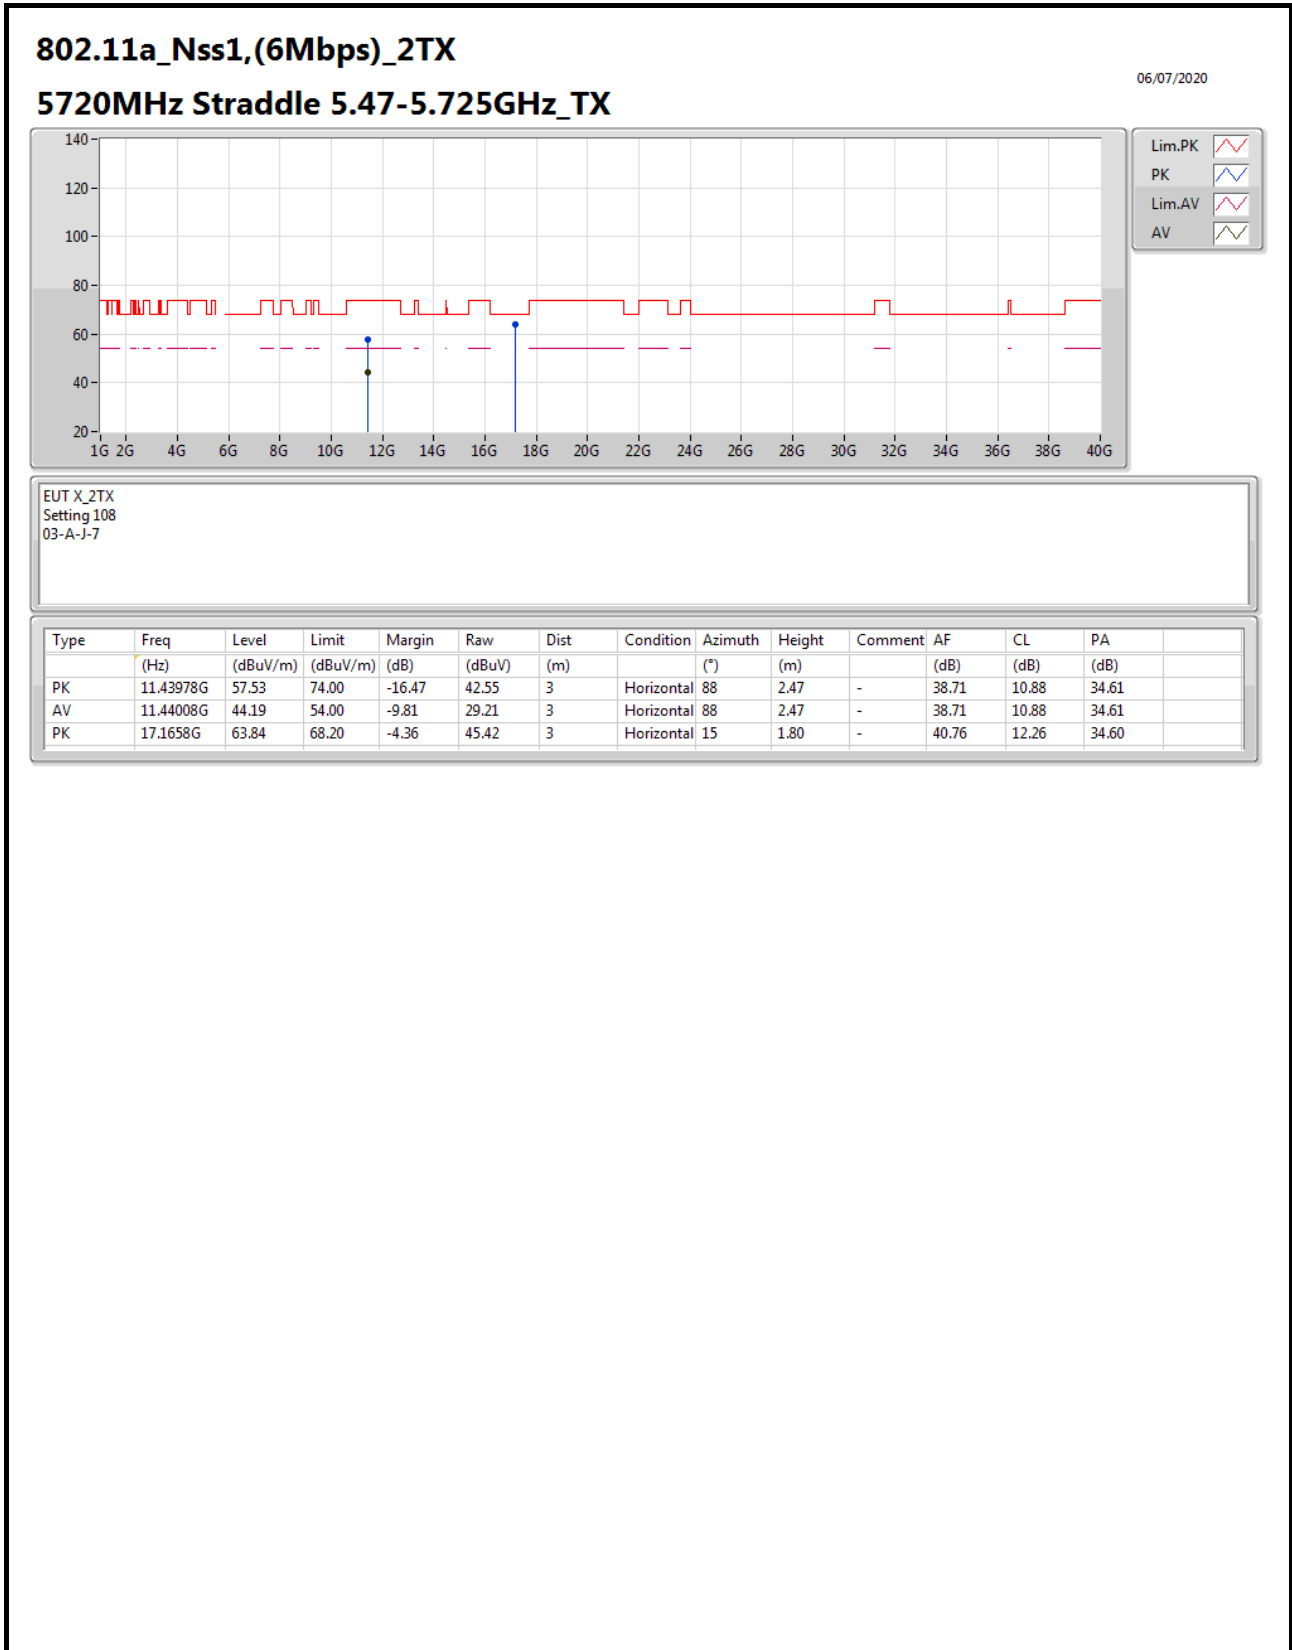 802.11a_Nss1,(6Mbps)_2TX
06/07/2020
5720MHz Straddle 5.47-5.725GHz_TX
140
120
100
80
60
40
20
1G 2G 4G 6G 8G 10G 12G 14G 16G 18G 20G 22G 24G 26G 28G 30G 32G 34G 36G 38G 40G
Lim.PK
PK
Lim.AV
AV
EUT X_2TX
Setting 108
03-A-J-7
Type Freq Level Limit Margin Raw Dist Condition Azimuth Height Comment AF CL PA
(Hz) (dBuV/m) (dBuV/m) (dB) (dBuV) (m) (°) (m) (dB) (dB) (dB)
PK 11.43978G 57.53 74.00 -16.47 42.55 3 Horizontal 88 2.47 - 38.71 10.88 34.61
AV 11.44008G 44.19 54.00 -9.81 29.21 3 Horizontal 88 2.47 - 38.71 10.88 34.61
PK 17.1658G 63.84 68.20 -4.36 45.42 3 Horizontal 15 1.80 - 40.76 12.26 34.60